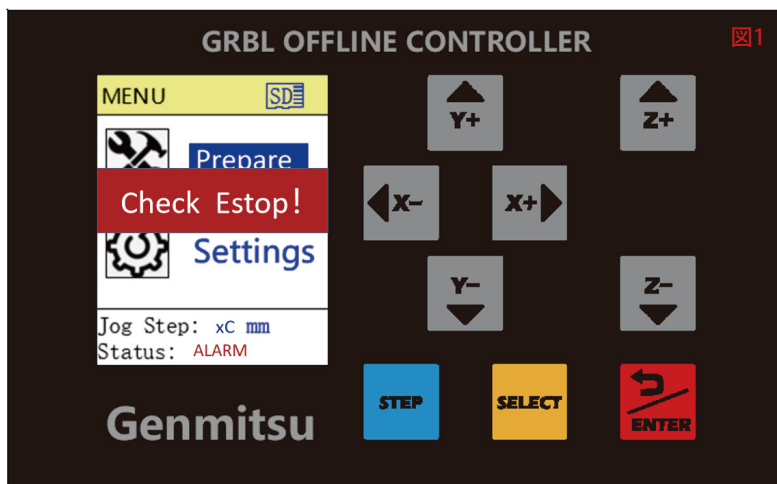 GRBL OFFLINE CONTROLLER
図1
MENU SD
Prepare
Check Estop!
Settings
Jog Step: xC mm
Status: ALARM
Y+
Z+
X-
X+
Y-
Z-
STEP
SELECT
ENTER
Genmitsu